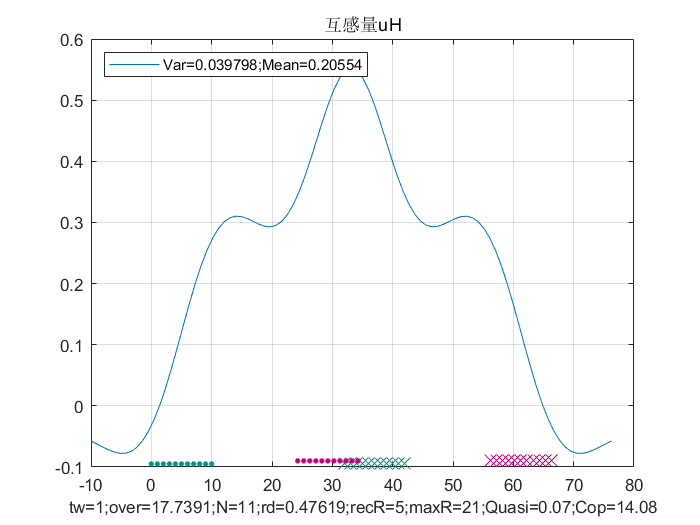 互感量uH
Var=0.039798;Mean=0.20554
0.6
0.5
0.4
0.3
0.2
0.1
0
-0.1
-10 0 10 20 30 40 50 60 70 80
tw=1;over=17.7391;N=11;rd=0.47619;recR=5;maxR=21;Quasi=0.07;Cop=14.08